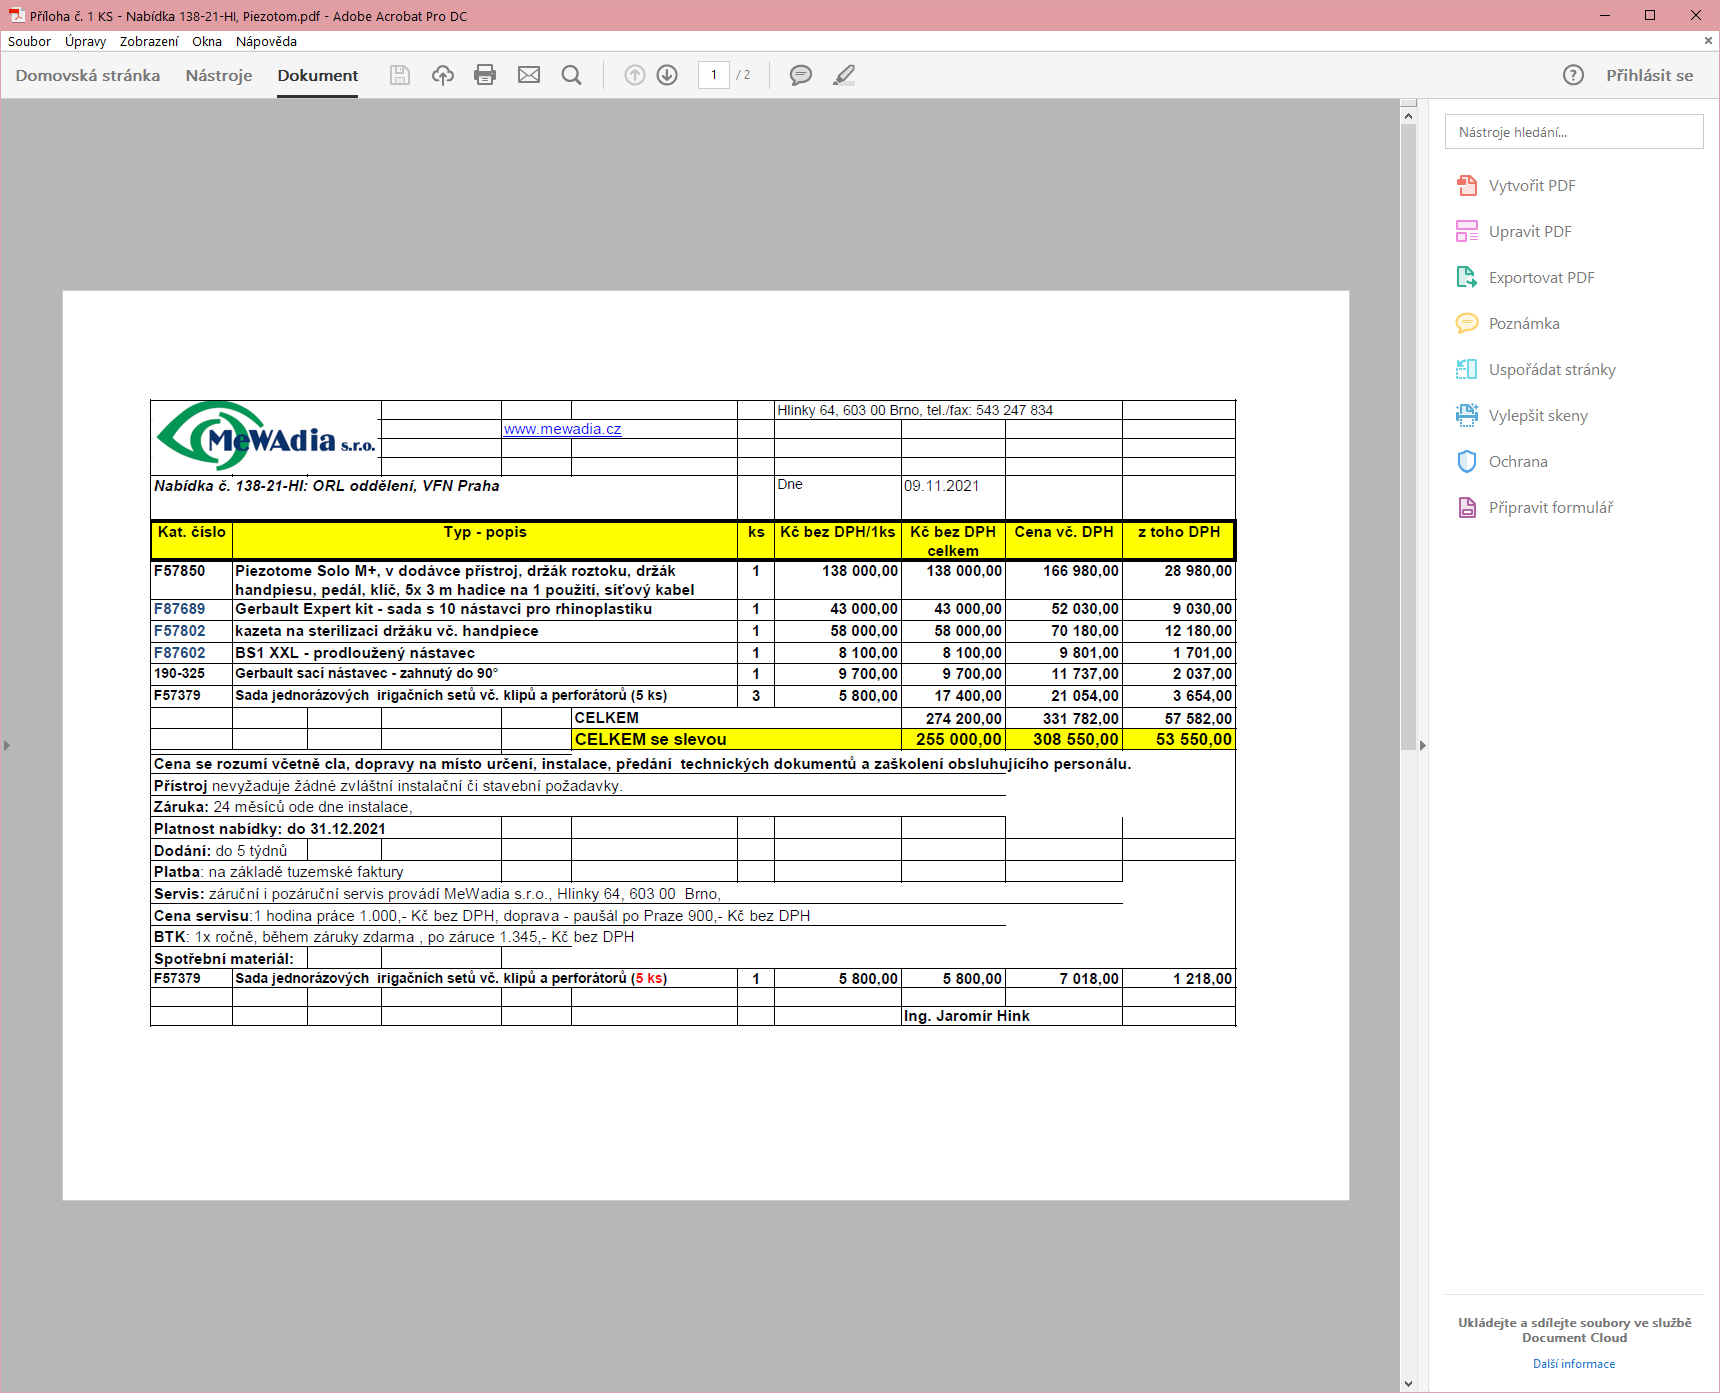 Příloha č. 1 KS - Nabídka 138-21-HI, Piezotom.pdf - Adobe Acrobat Pro DC
Soubor Úpravy Zobrazení Okna Nápověda
Domovská stránka Nástroje Dokument 1 / 2 Přihlásit se
Nástroje hledání...
Vytvořit PDF
Upravit PDF
Exportovat PDF
Poznámka
Uspořádat stránky
Vylepšit skeny
Ochrana
Připravit formulář
Ukládejte a sdílejte soubory ve službě
Document Cloud
Další informace
MeWAdia s.r.o.
Hlinky 64, 603 00 Brno, tel./fax: 543 247 834
www.mewadia.cz
Nabídka č. 138-21-HI: ORL oddělení, VFN Praha Dne 09.11.2021
Kat. číslo Typ - popis ks Kč bez DPH/1ks Kč bez DPH celkem Cena vč. DPH z toho DPH
F57850 Piezotome Solo M+, v dodávce přístroj, držák roztoku, držák 1 138 000,00 138 000,00 166 980,00 28 980,00
handpiesu, pedál, klíč, 5x 3 m hadice na 1 použití, síťový kabel
F87689 Gerbault Expert kit - sada s 10 nástavci pro rhinoplastiku 1 43 000,00 43 000,00 52 030,00 9 030,00
F57802 kazeta na sterilizaci držáku vč. handpiece 1 58 000,00 58 000,00 70 180,00 12 180,00
F87602 BS1 XXL - prodloužený nástavec 1 8 100,00 8 100,00 9 801,00 1 701,00
190-325 Gerbault sací nástavec - zahnutý do 90° 1 9 700,00 9 700,00 11 737,00 2 037,00
F57379 Sada jednorázových irigačních setů vč. klipů a perforátorů (5 ks) 3 5 800,00 17 400,00 21 054,00 3 654,00
CELKEM 274 200,00 331 782,00 57 582,00
CELKEM se slevou 255 000,00 308 550,00 53 550,00
Cena se rozumí včetně cla, dopravy na místo určení, instalace, předání technických dokumentů a zaškolení obsluhujícího personálu.
Přístroj nevyžaduje žádné zvláštní instalační či stavební požadavky.
Záruka: 24 měsíců ode dne instalace,
Platnost nabídky: do 31.12.2021
Dodání: do 5 týdnů
Platba: na základě tuzemské faktury
Servis: záruční i pozáruční servis provádí MeWadia s.r.o., Hlinky 64, 603 00 Brno,
Cena servisu:1 hodina práce 1.000,- Kč bez DPH, doprava - paušál po Praze 900,- Kč bez DPH
BTK: 1x ročně, během záruky zdarma , po záruce 1.345,- Kč bez DPH
Spotřební materiál:
F57379 Sada jednorázových irigačních setů vč. klipů a perforátorů (5 ks) 1 5 800,00 5 800,00 7 018,00 1 218,00
Ing. Jaromír Hink